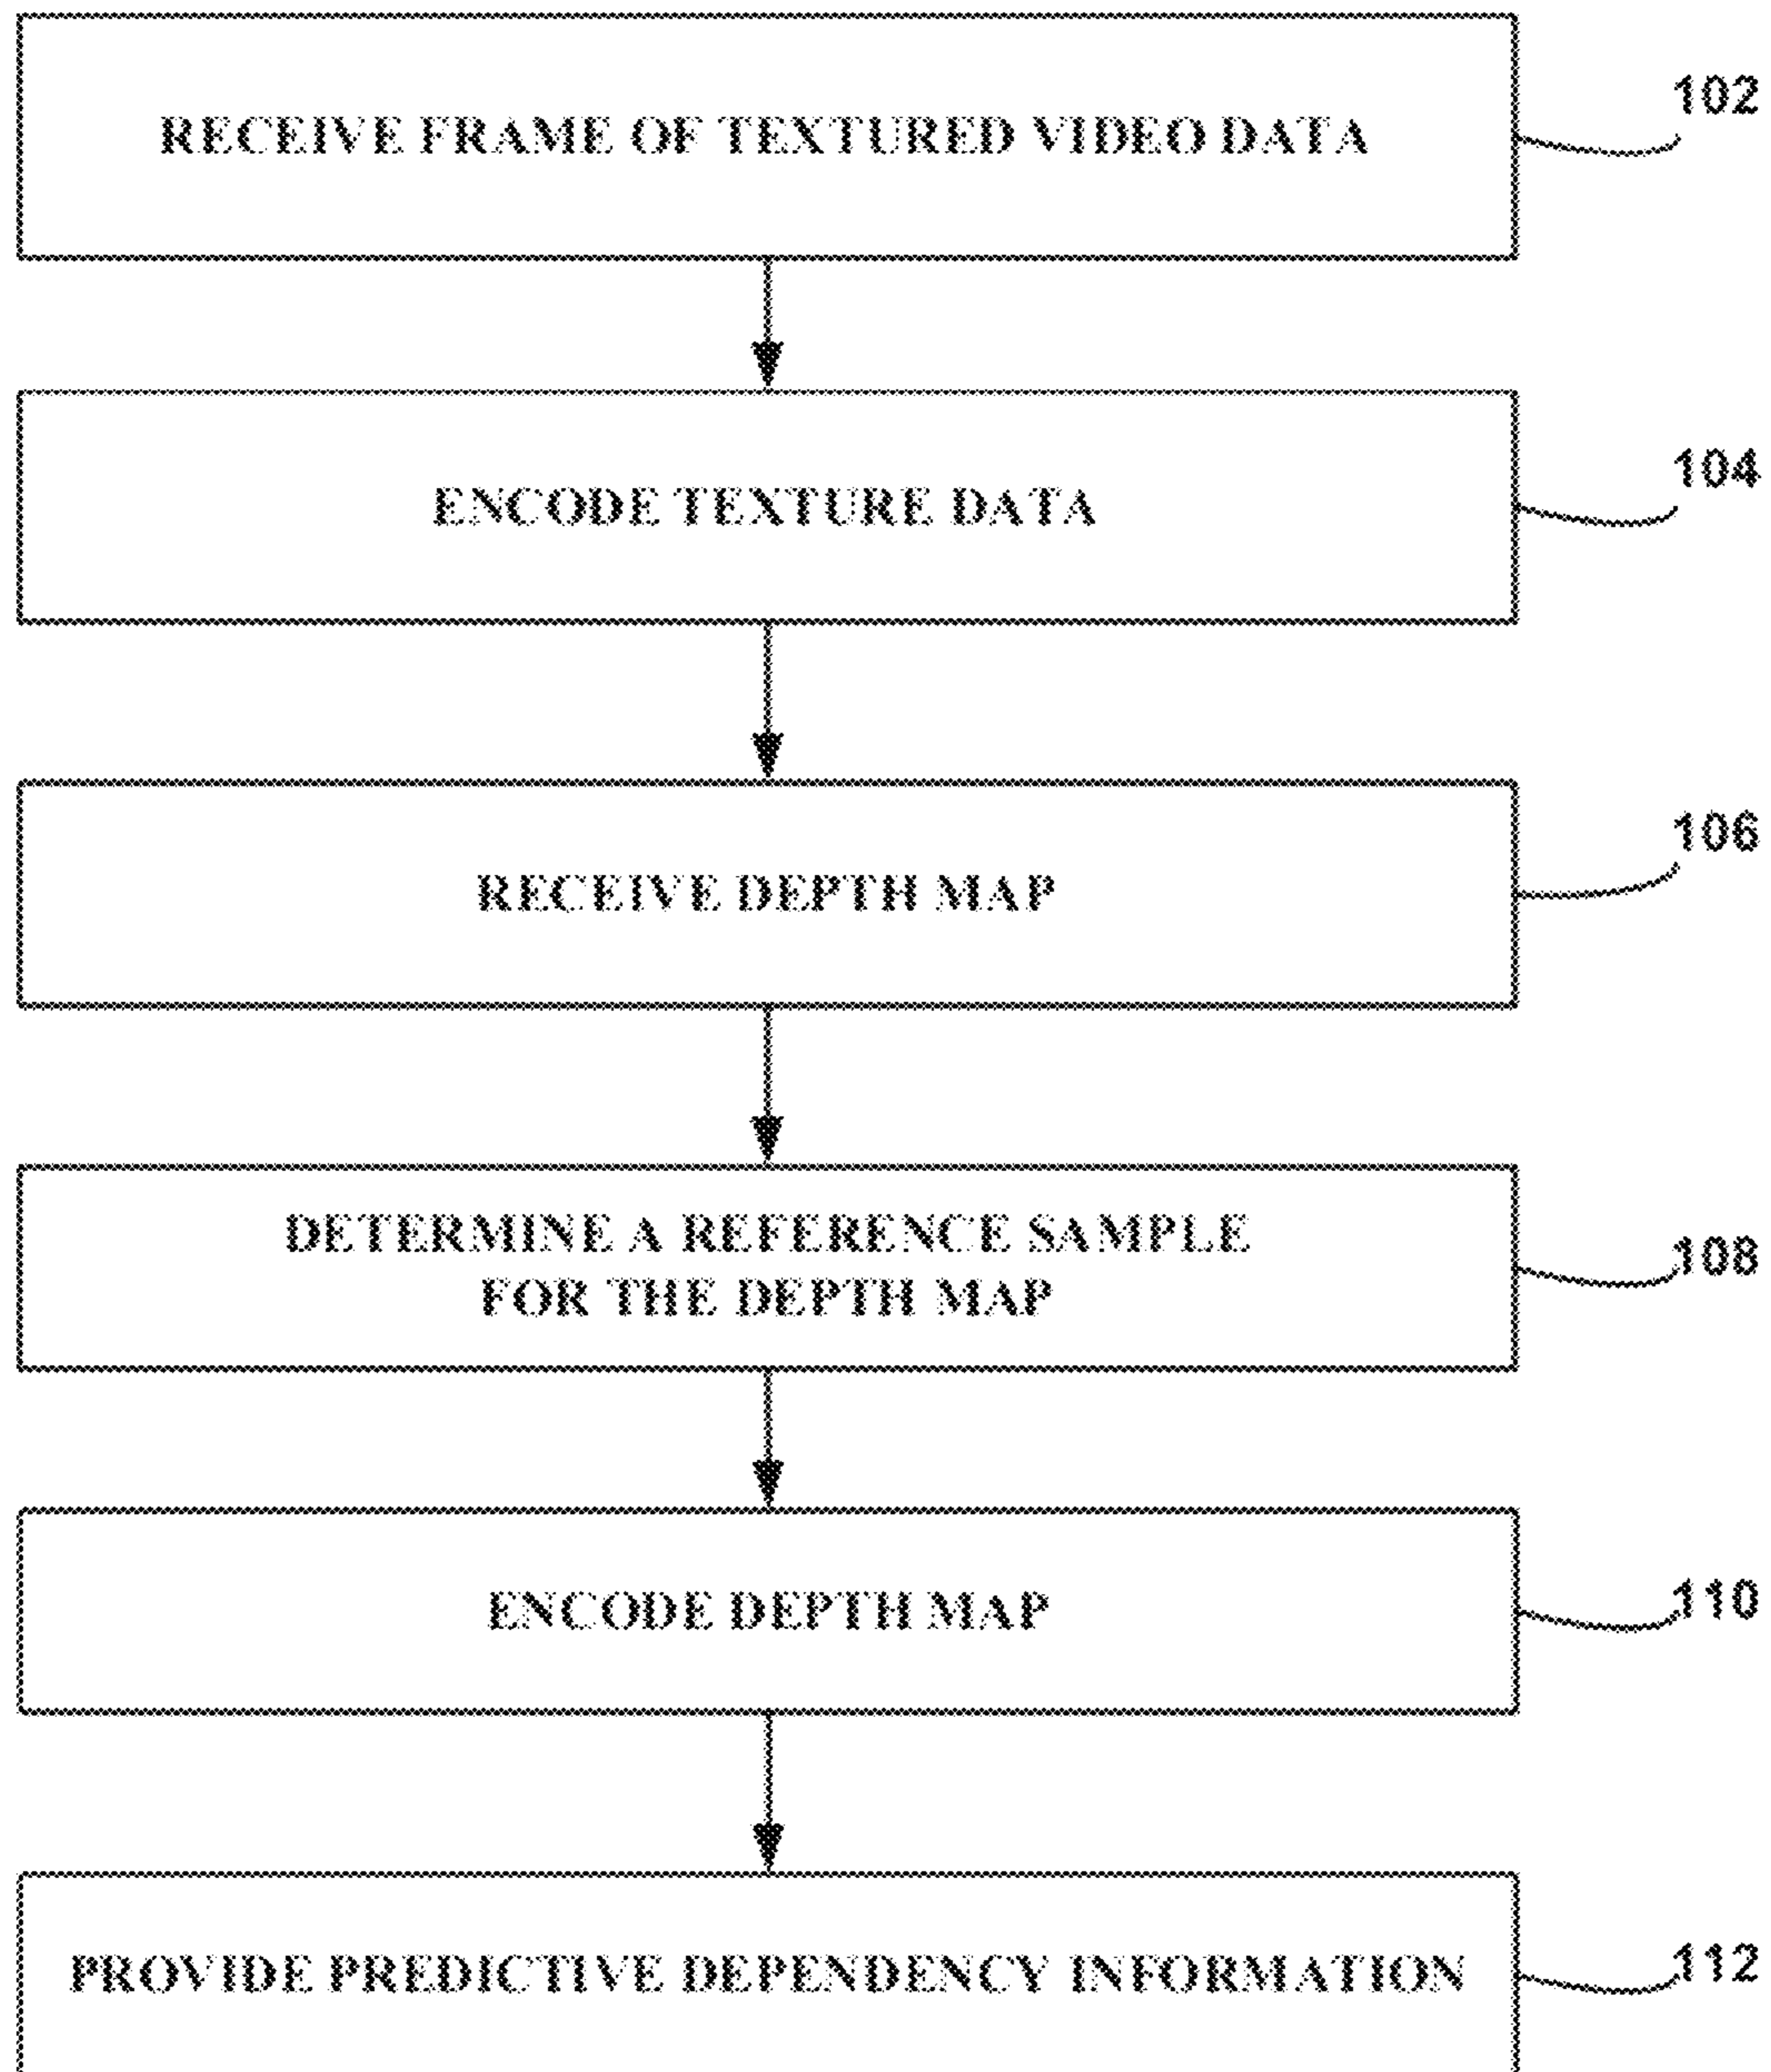 RECEIVE FRAME OF TEXTURED VIDEO DATA
102
ENCODE TEXTURE DATA
104
RECEIVE DEPTH MAP
106
DETERMINE A REFERENCE SAMPLE
FOR THE DEPTH MAP
108
ENCODE DEPTH MAP
110
PROVIDE PREDICTIVE DEPENDENCY INFORMATION
112